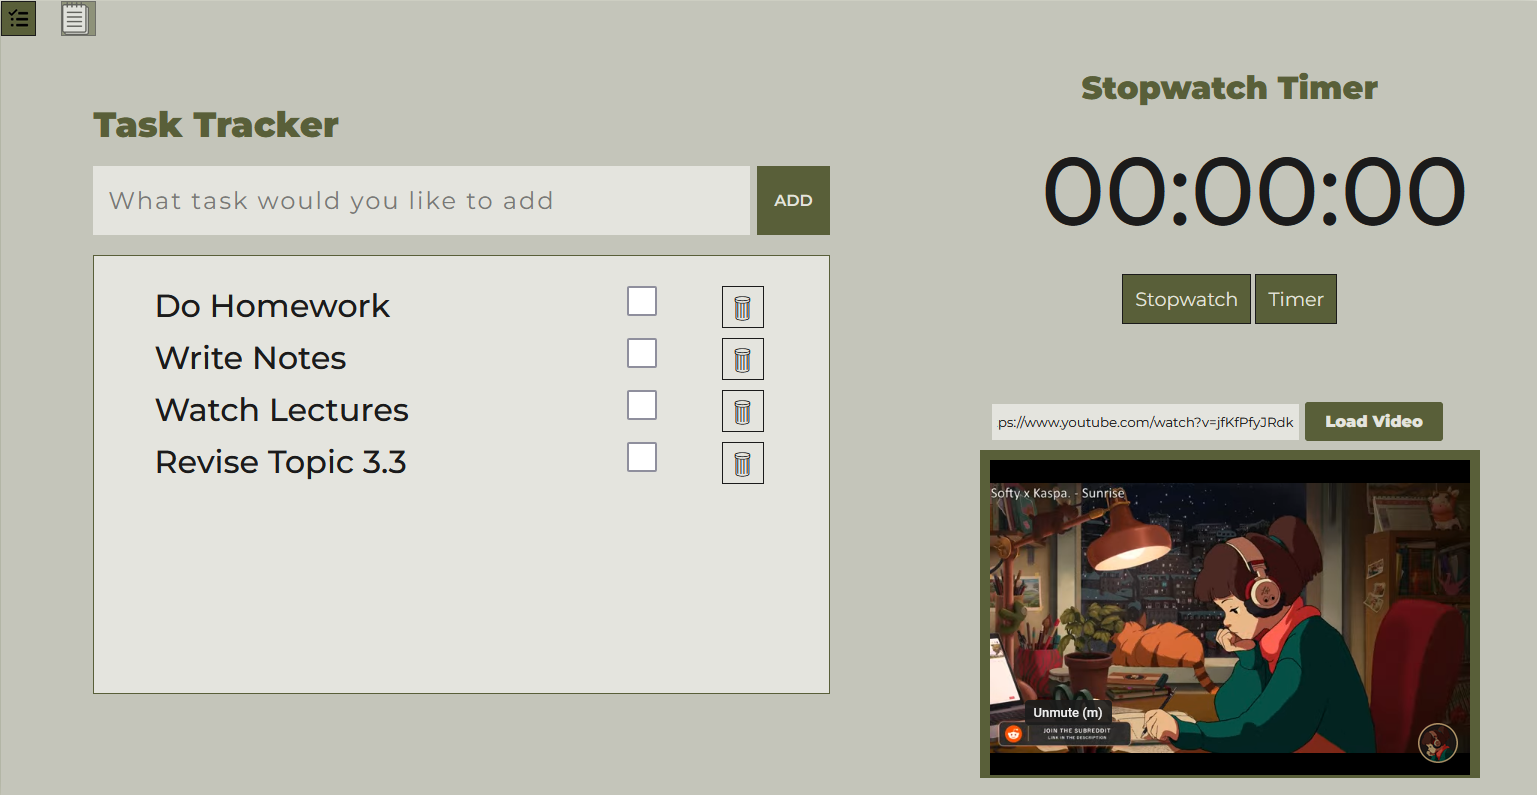 Task Tracker
What task would you like to add
ADD
Do Homework
Write Notes
Watch Lectures
Revise Topic 3.3
Stopwatch Timer
00:00:00
Stopwatch Timer
ps://www.youtube.com/watch?v=jfKfPfyJRdk
Load Video
Softy x Kaspa. - Sunrise
Unmute (m)
JOIN THE SUBREDDIT
LINK IN THE DESCRIPTION